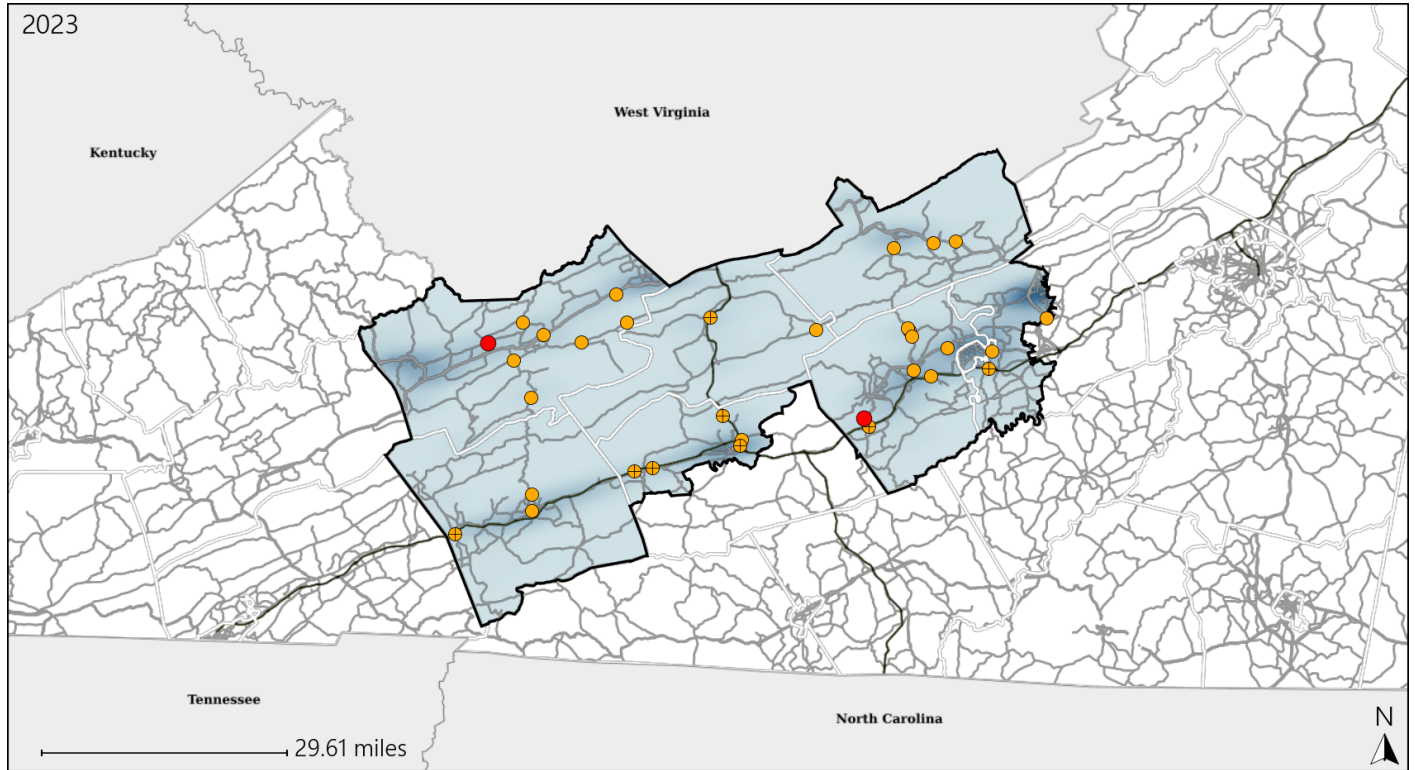 2023
West Virginia
Kentucky
Tennessee
North Carolina
N
29.61 miles